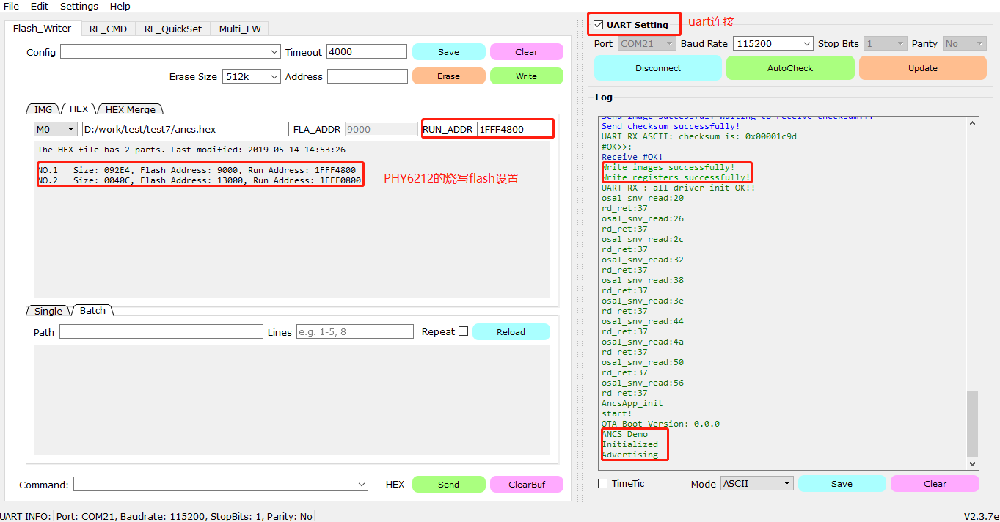 File Edit Settings Help
Flash_Writer RF_CMD RF_QuickSet Multi_FW
Config Timeout 4000 Save Clear
Erase Size 512k Address Erase Write
IMG HEX HEX Merge
M0 D:/work/test/test7/ancs.hex FLA_ADDR 9000 RUN_ADDR 1FFF4800
The HEX file has 2 parts. Last modified: 2019-05-14 14:53:26
NO.1 Size: 092E4, Flash Address: 9000, Run Address: 1FFF4800
NO.2 Size: 0040C, Flash Address: 13000, Run Address: 1FFF0800
PHY6212的烧写flash设置
Single Batch
Path Lines e.g. 1-5, 8 Repeat Reload
Command: HEX Send ClearBuf
UART Setting uart连接
Port COM21 Baud Rate 115200 Stop Bits 1 Parity No
Disconnect AutoCheck Update
Log
Send image successful! Waiting to receive checksum...
Send checksum successfully!
UART RX ASCII: checksum is: 0x00001c9d
#OK>>:
Receive #OK!
Write images successfully!
Write registers successfully!
UART RX : all driver init OK!!
osal_snv_read:20
rd_ret:37
osal_snv_read:26
rd_ret:37
osal_snv_read:2c
rd_ret:37
osal_snv_read:32
rd_ret:37
osal_snv_read:38
rd_ret:37
osal_snv_read:3e
rd_ret:37
osal_snv_read:44
rd_ret:37
osal_snv_read:4a
rd_ret:37
osal_snv_read:50
rd_ret:37
osal_snv_read:56
rd_ret:37
AncsApp_init
start!
OTA Boot Version: 0.0.0
ANCS Demo
Initialized
Advertising
TimeTic Mode ASCII Save Clear
UART INFO: Port: COM21, Baudrate: 115200, StopBits: 1, Parity: No V2.3.7e